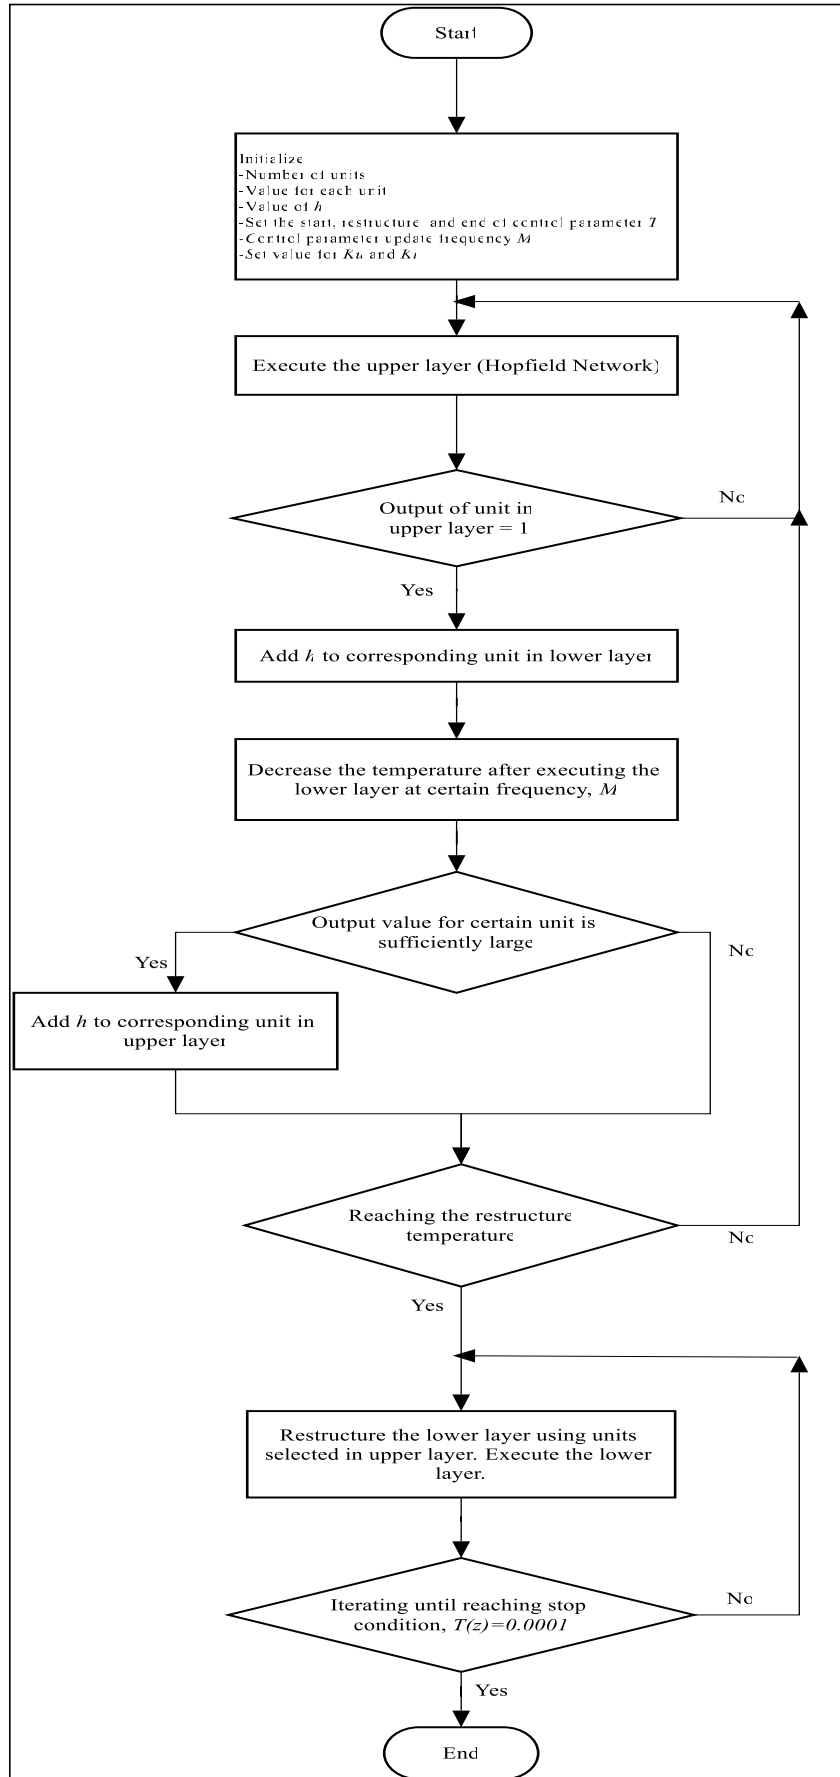 Start
Initialize
-Number of units
-Value for each unit
-Value of h
-Set the start, restructure and end of control parameter T
-Control parameter update frequency M
-Set value for Ku and Kl
Execute the upper layer (Hopfield Network)
Output of unit in
upper layer = 1
No
Yes
Add h to corresponding unit in lower layer
Decrease the temperature after executing the
lower layer at certain frequency, M
Output value for certain unit is
sufficiently large
No
Yes
Add h to corresponding unit in
upper layer
Reaching the restructure
temperature
No
Yes
Restructure the lower layer using units
selected in upper layer. Execute the lower
layer.
Iterating until reaching stop
condition, T(z)=0.0001
No
Yes
End